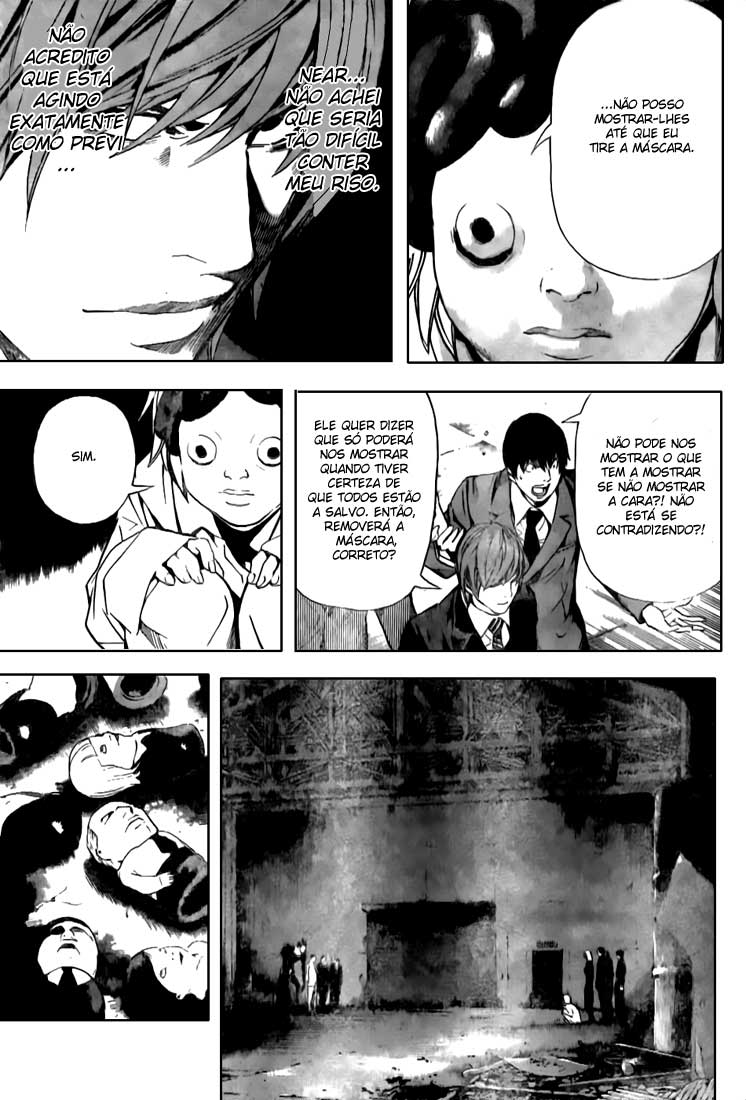 ...NÃO POSSO
MOSTRAR-LHES
ATÉ QUE EU
TIRE A MÁSCARA.
NEAR...
NÃO ACHEI
QUE SERIA
TÃO DIFÍCIL
CONTER
MEU RISO.
NÃO
ACREDITO
QUE ESTÁ
AGINDO
EXATAMENTE
COMO PREVI
...
NÃO PODE NOS
MOSTRAR O QUE
TEM A MOSTRAR
SE NÃO MOSTRAR
A CARA?! NÃO
ESTÁ SE
CONTRADIZENDO?!
ELE QUER DIZER
QUE SÓ PODERÁ
NOS MOSTRAR
QUANDO TIVER
CERTEZA DE
QUE TODOS ESTÃO
A SALVO. ENTÃO,
REMOVERÁ A
MÁSCARA,
CORRETO?
SIM.